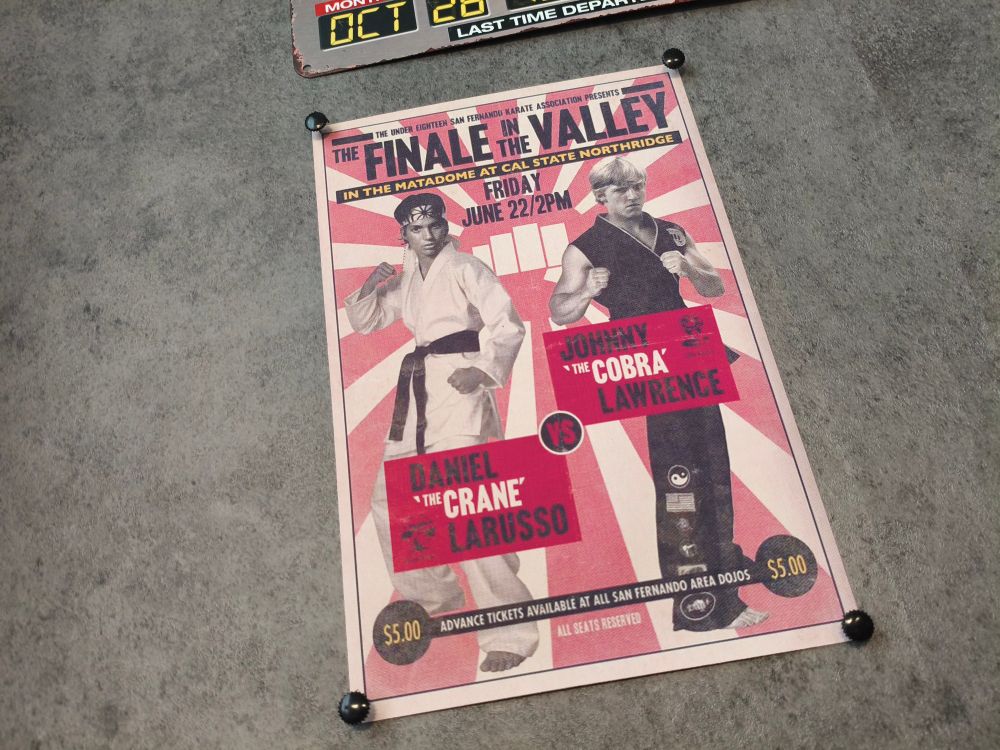 OCT 26
LAST TIME DEPART
THE UNDER EIGHTEEN SAN FERNANDO KARATE ASSOCIATION PRESENTS
THE FINALE IN THE VALLEY
IN THE MATADOME AT CAL STATE NORTHRIDGE
FRIDAY
JUNE 22/2PM
JOHNNY
'THE COBRA'
LAWRENCE
VS
DANIEL
'THE CRANE'
LARUSSO
$5.00
ADVANCE TICKETS AVAILABLE AT ALL SAN FERNANDO AREA DOJOS
$5.00
ALL SEATS RESERVED